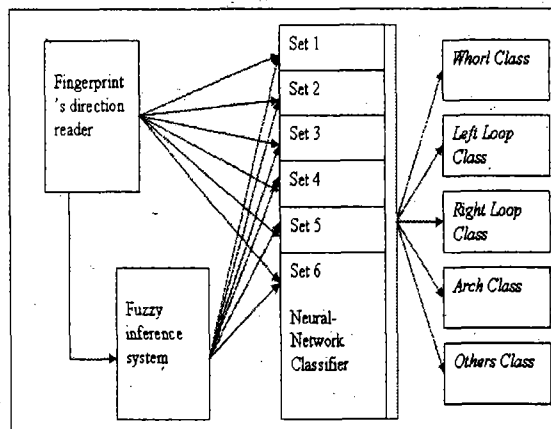 Fingerprint
's direction
reader
Fuzzy
inference
system
Set 1
Set 2
Set 3
Set 4
Set 5
Set 6
Neural-
Network
Classifier
Whorl Class
Left Loop
Class
Right Loop
Class
Arch Class
Others Class